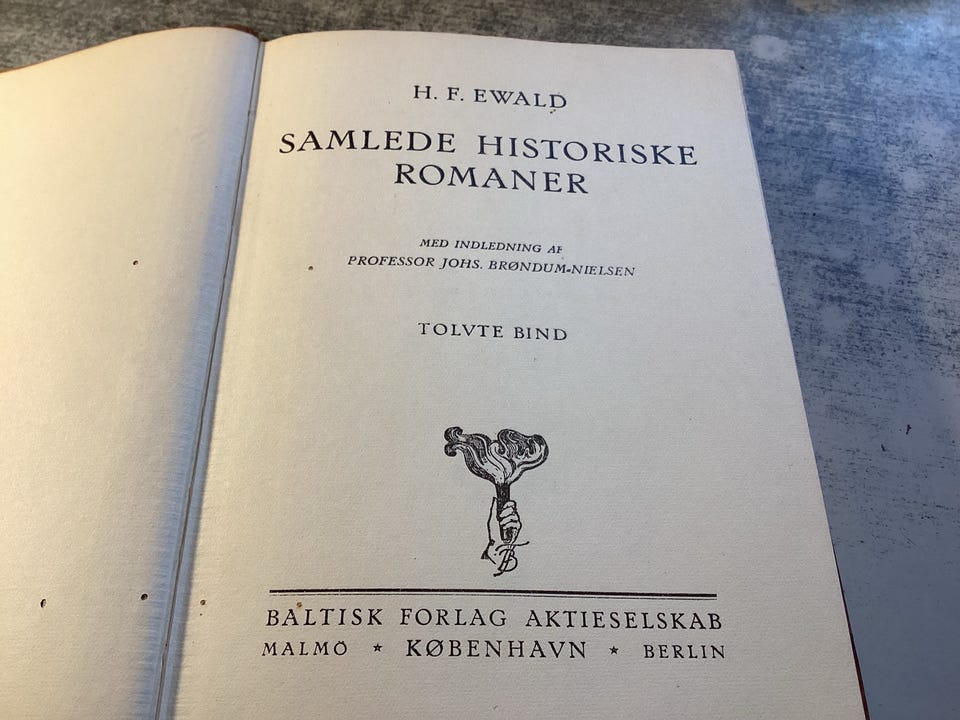 H. F. EWALD
SAMLEDE HISTORISKE
ROMANER
MED INDLEDNING AF
PROFESSOR JOHS. BRØNDUM-NIELSEN
TOLVTE BIND
B
BALTISK FORLAG AKTIESELSKAB
MALMÖ ★ KØBENHAVN ★ BERLIN